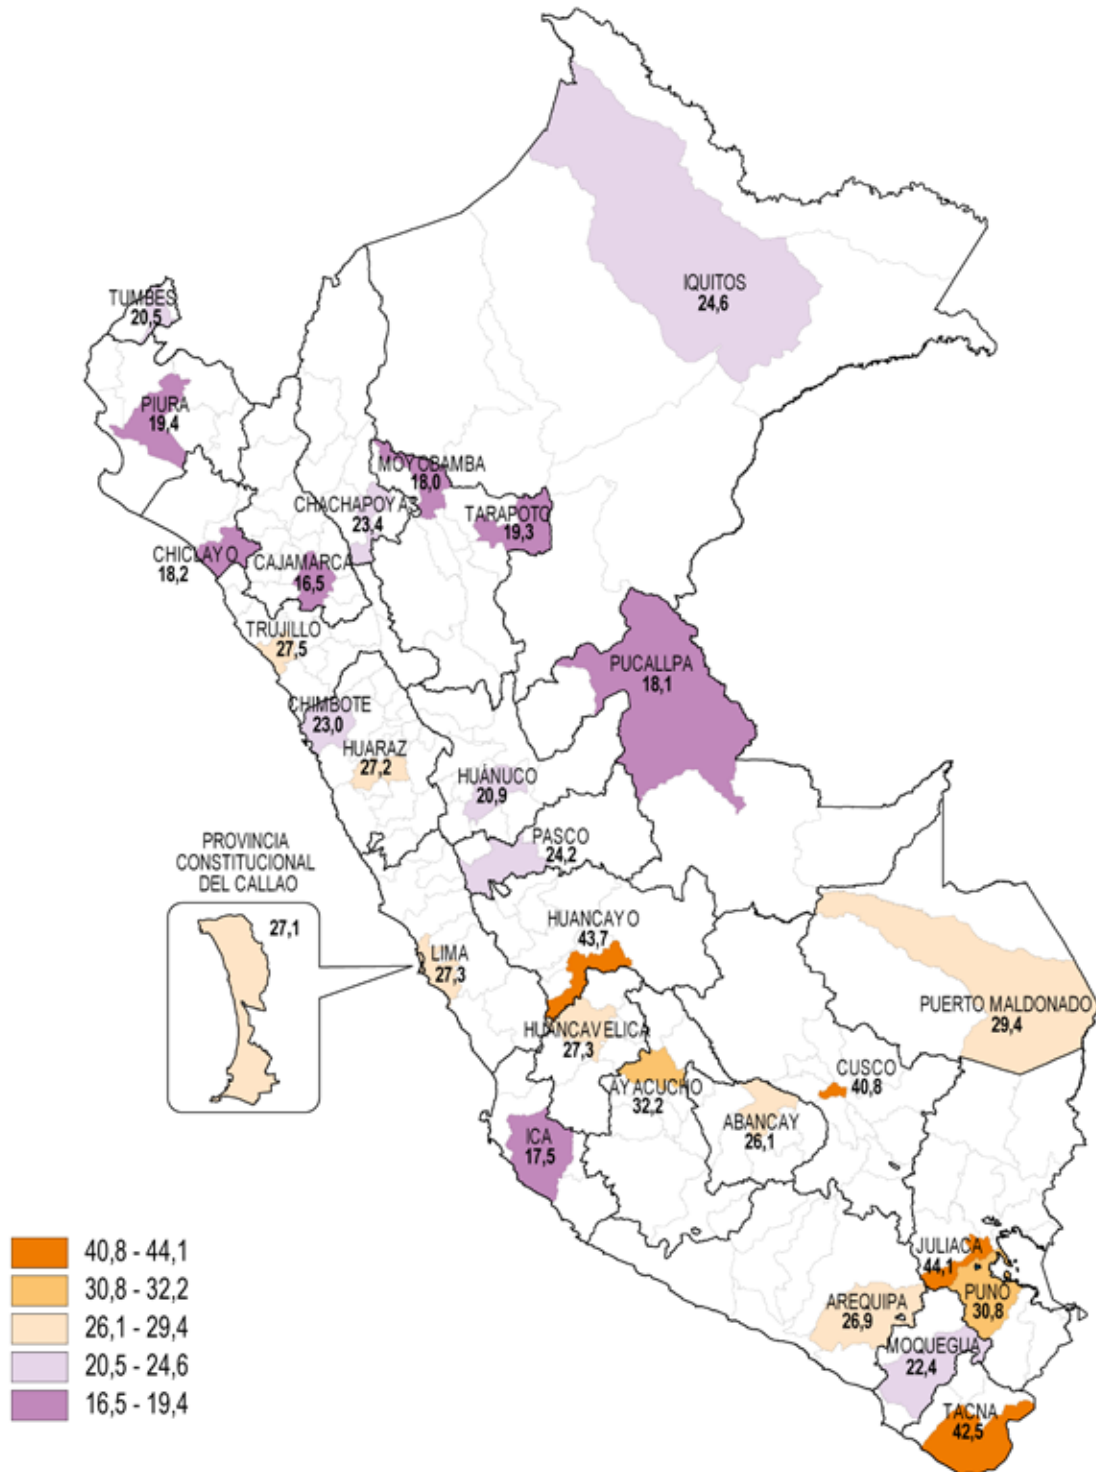 IQUITOS
24,6
TUMBES
20,5
PIURA
19,4
MOYOBAMBA
18,0
CHACHAPOYAS
23,4
TARAPOTO
19,3
CHICLAYO
18,2
CAJAMARCA
16,5
TRUJILLO
27,5
PUCALLPA
18,1
CHIMBOTE
23,0
HUARAZ
27,2
HUÁNUCO
20,9
PASCO
24,2
PROVINCIA
CONSTITUCIONAL
DEL CALLAO
27,1
HUANCAYO
43,7
LIMA
27,3
PUERTO MALDONADO
29,4
HUANCAVELICA
27,3
CUSCO
40,8
AYACUCHO
32,2
ABANCAY
26,1
ICA
17,5
JULIACA
44,1
PUNO
30,8
AREQUIPA
26,9
MOQUEGUA
22,4
TACNA
42,5
40,8 - 44,1
30,8 - 32,2
26,1 - 29,4
20,5 - 24,6
16,5 - 19,4